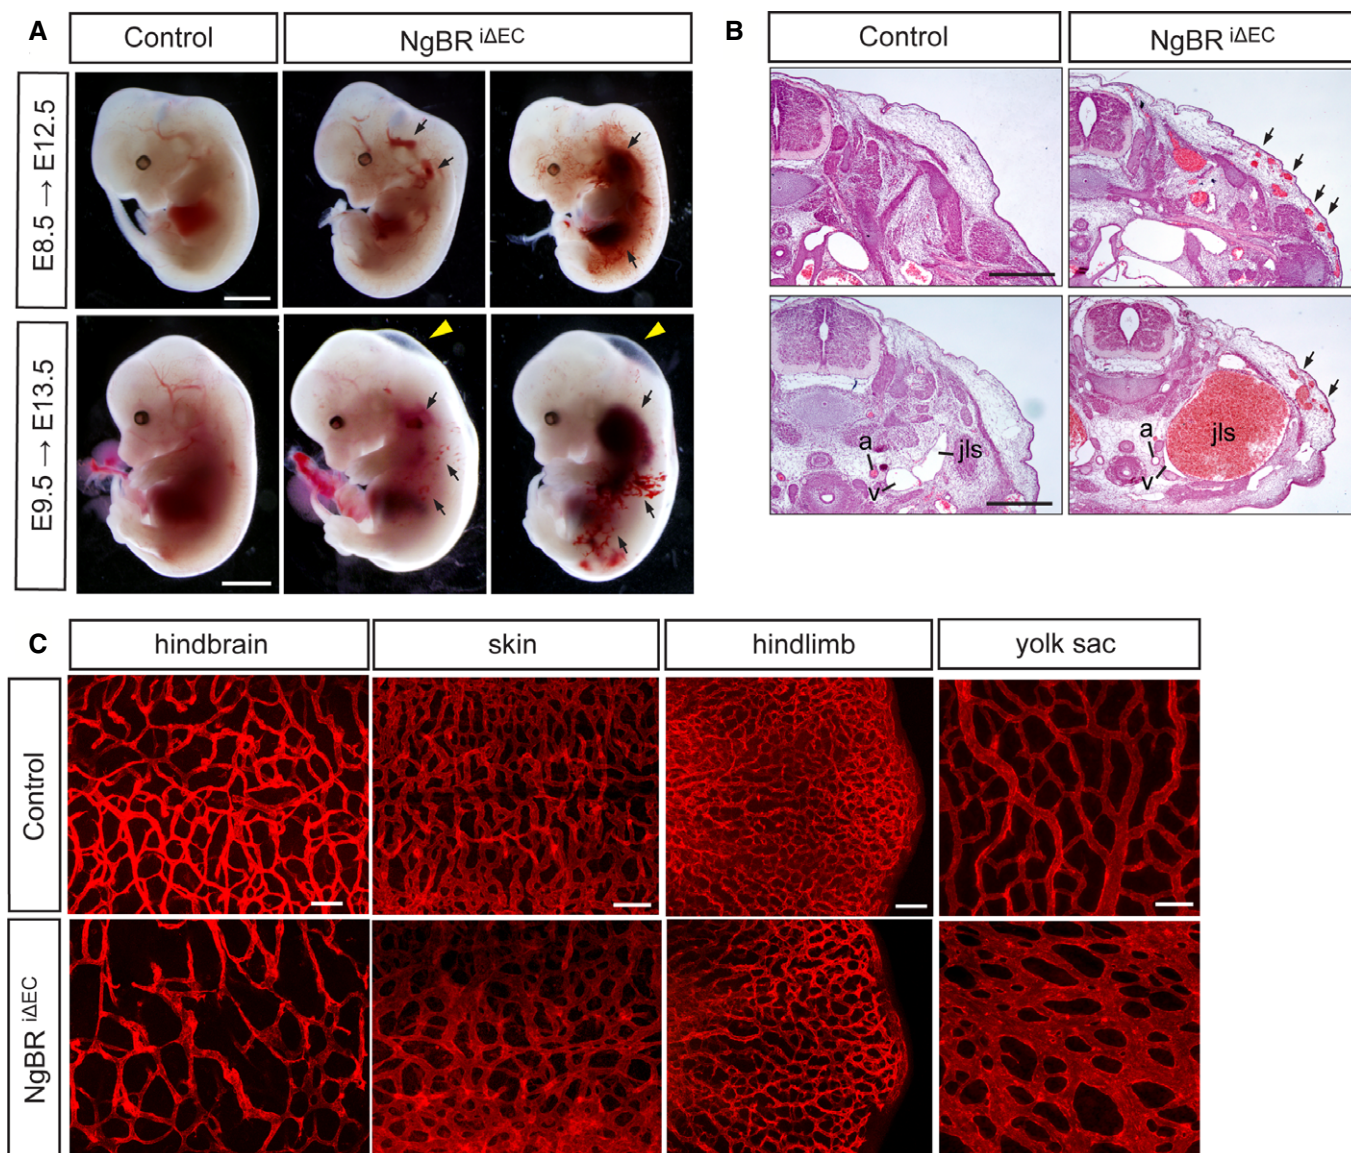 A
Control
NgBR iΔEC
E8.5 → E12.5
E9.5 → E13.5
B
Control
NgBR iΔEC
a
v
jls
a
v
jls
C
hindbrain
skin
hindlimb
yolk sac
Control
NgBR iΔEC